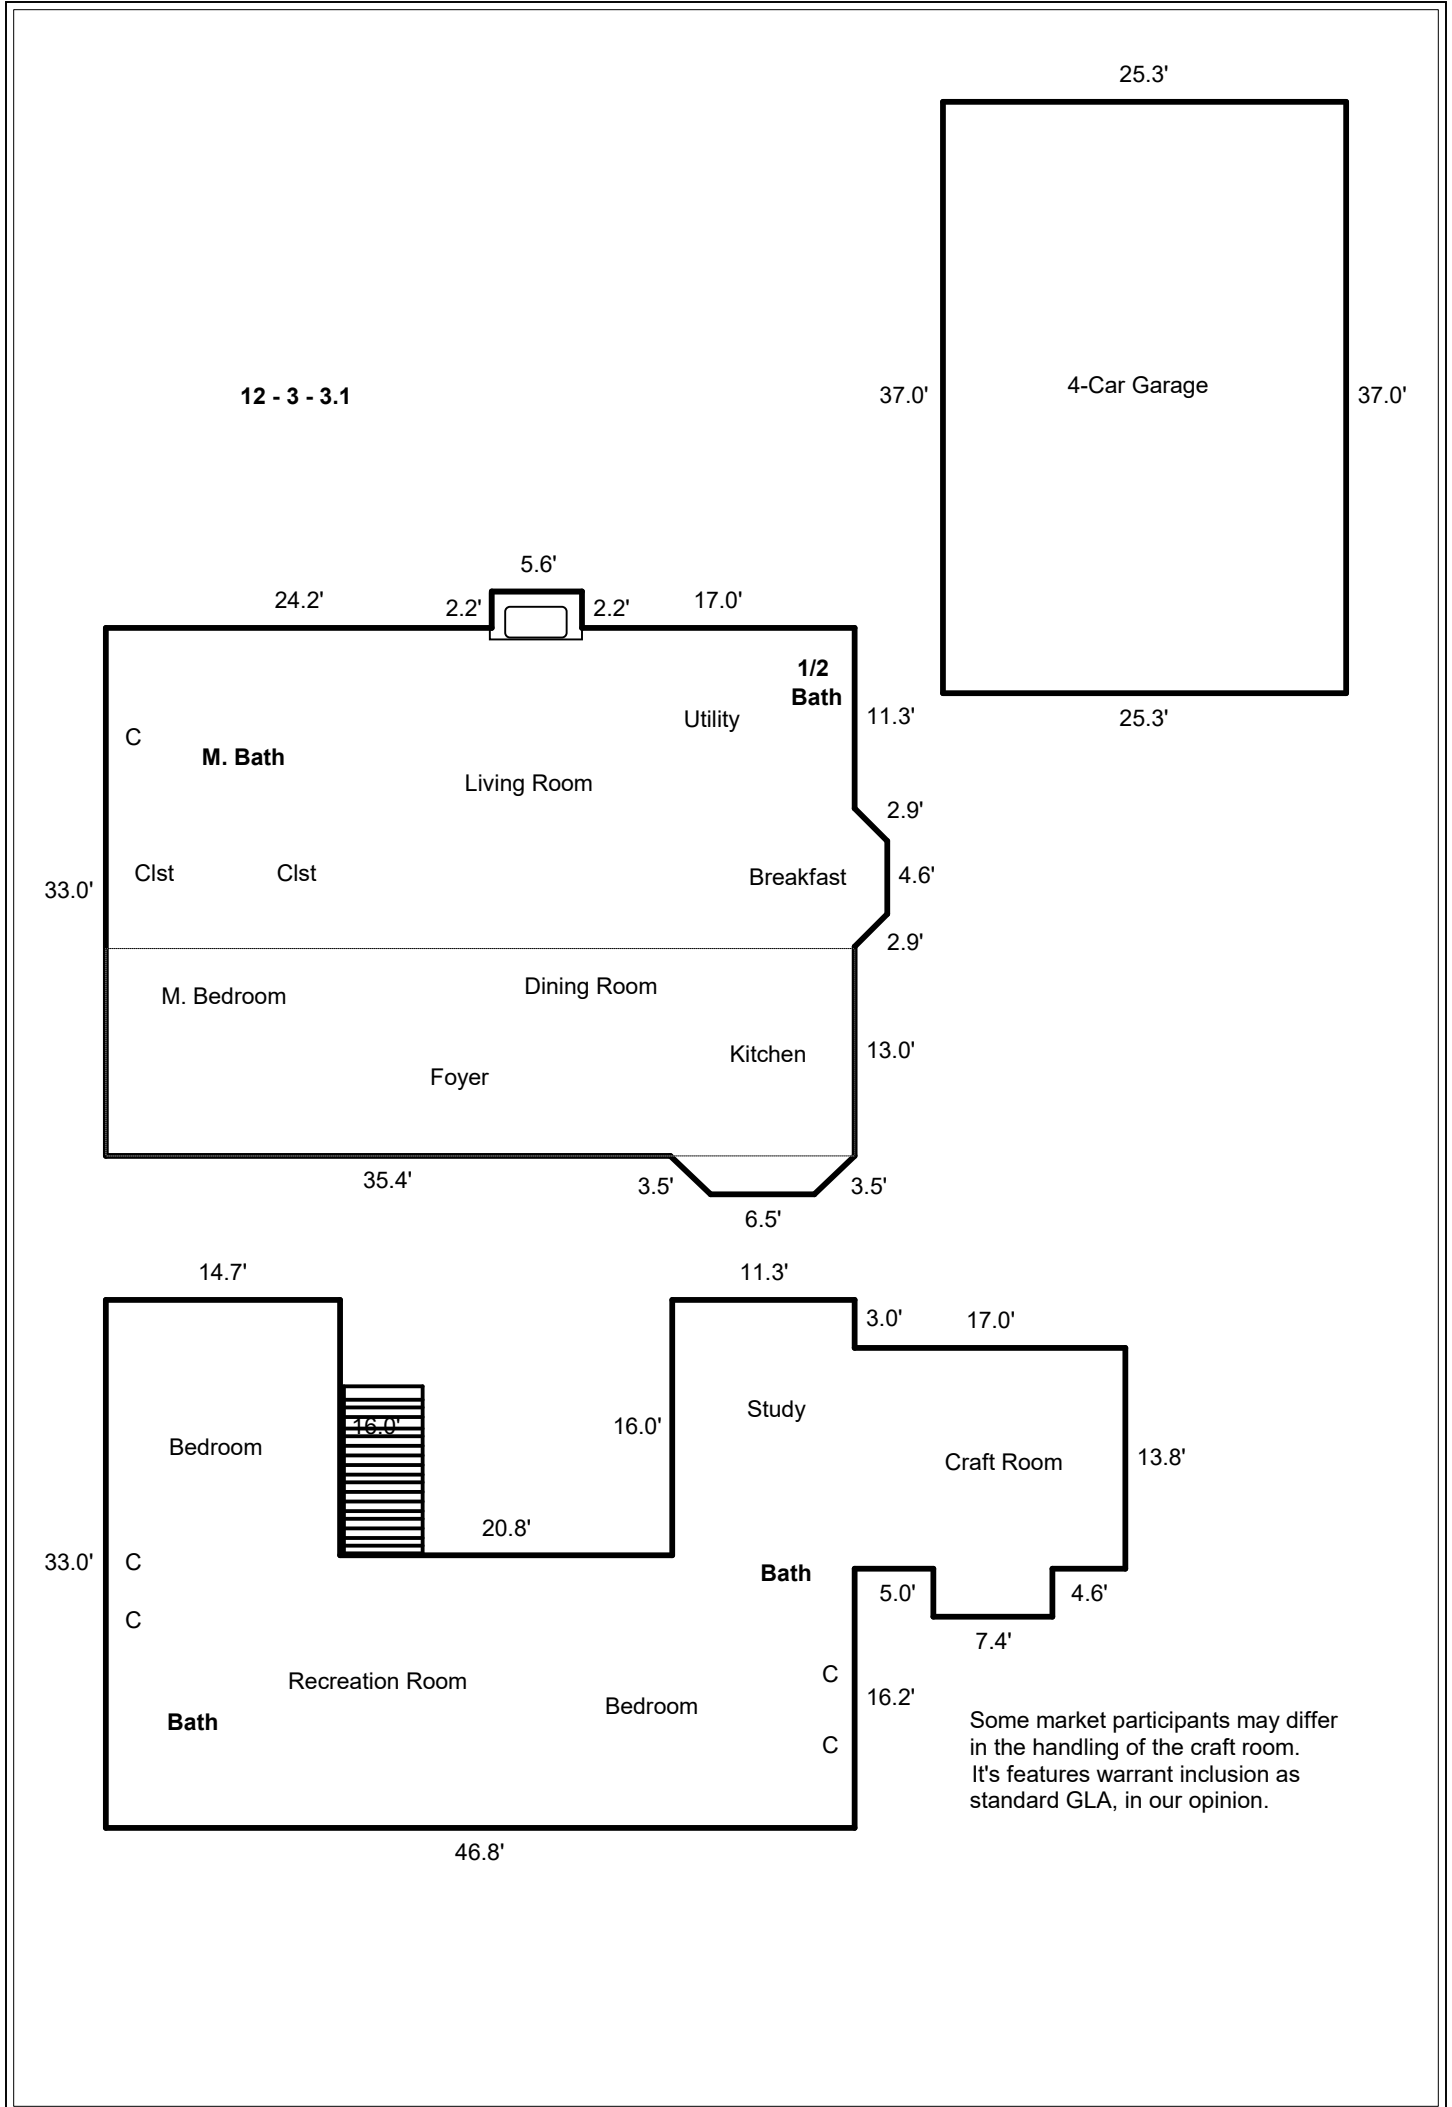 25.3'
37.0'
4-Car Garage
37.0'
25.3'
12 - 3 - 3.1
5.6'
24.2'
2.2'
2.2'
17.0'
1/2
Bath
Utility
11.3'
C
M. Bath
Living Room
2.9'
Clst
Clst
Breakfast
4.6'
33.0'
2.9'
M. Bedroom
Dining Room
Kitchen
13.0'
Foyer
35.4'
3.5'
3.5'
6.5'
14.7'
11.3'
3.0'
17.0'
Study
16.0'
16.0'
Bedroom
Craft Room
13.8'
20.8'
33.0'
C
Bath
5.0'
4.6'
C
7.4'
Recreation Room
C
16.2'
Bedroom
Bath
C
Some market participants may differ
in the handling of the craft room.
It's features warrant inclusion as
standard GLA, in our opinion.
46.8'